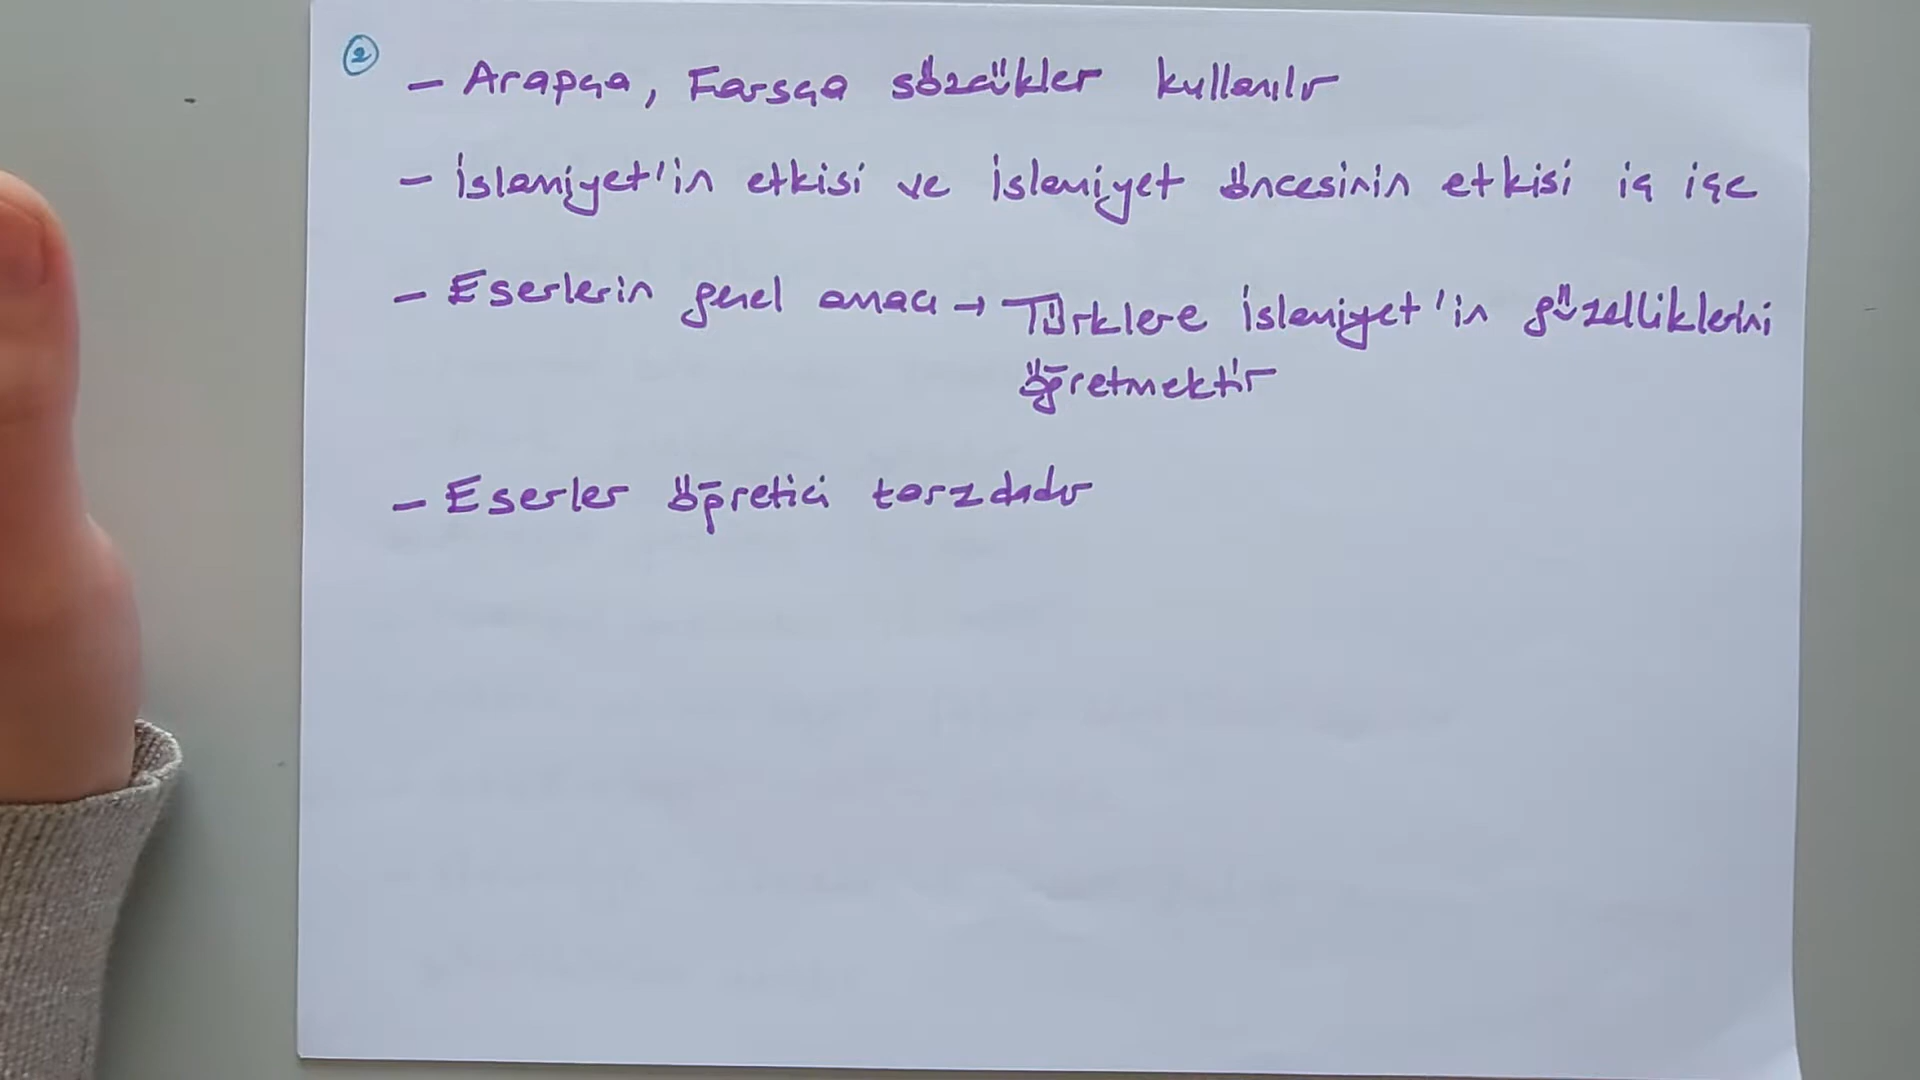 2
- Arapça, Farsça sözcükler kullanılır
- İslamiyet'in etkisi ve İslamiyet öncesinin etkisi iç içe
- Eserlerin genel amacı → Türklere İslamiyet'in güzelliklerini
öğretmektir
- Eserler öğretici tarzdadır